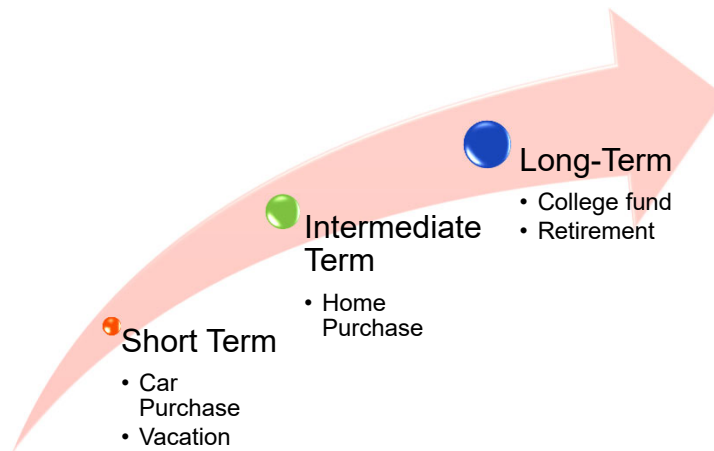 Short Term
• Car
Purchase
• Vacation
Intermediate
Term
• Home
Purchase
Long-Term
• College fund
• Retirement